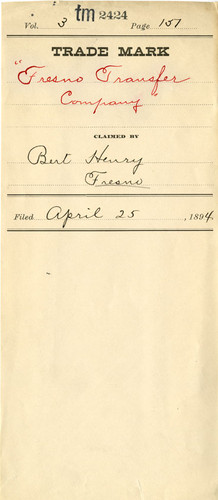 tm 2424
Vol. 3 Page 157
TRADE MARK
"Fresno Transfer
Company"
CLAIMED BY
Bert Henry
Fresno
Filed April 25, 1894.